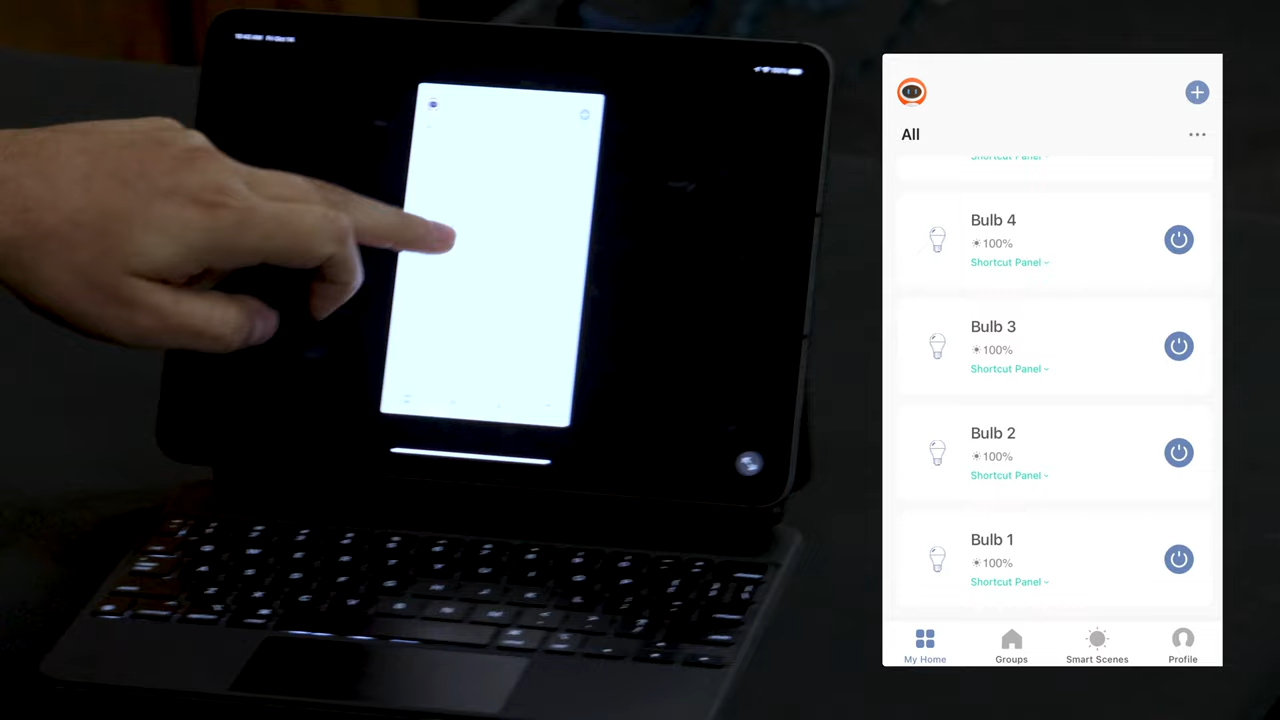 All
Shortcut Panel
Bulb 4
100%
Shortcut Panel
Bulb 3
100%
Shortcut Panel
Bulb 2
100%
Shortcut Panel
Bulb 1
100%
Shortcut Panel
My Home
Groups
Smart Scenes
Profile